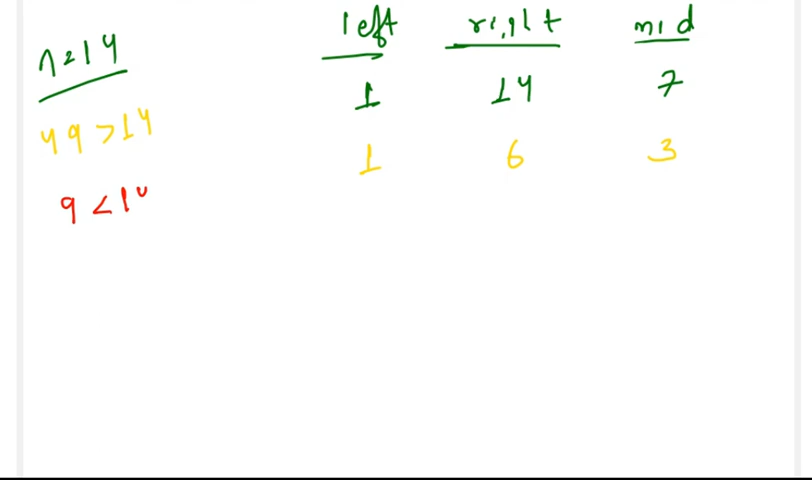 n=14 left right mid
1 14 7
49 > 14
1 6 3
9 < 14